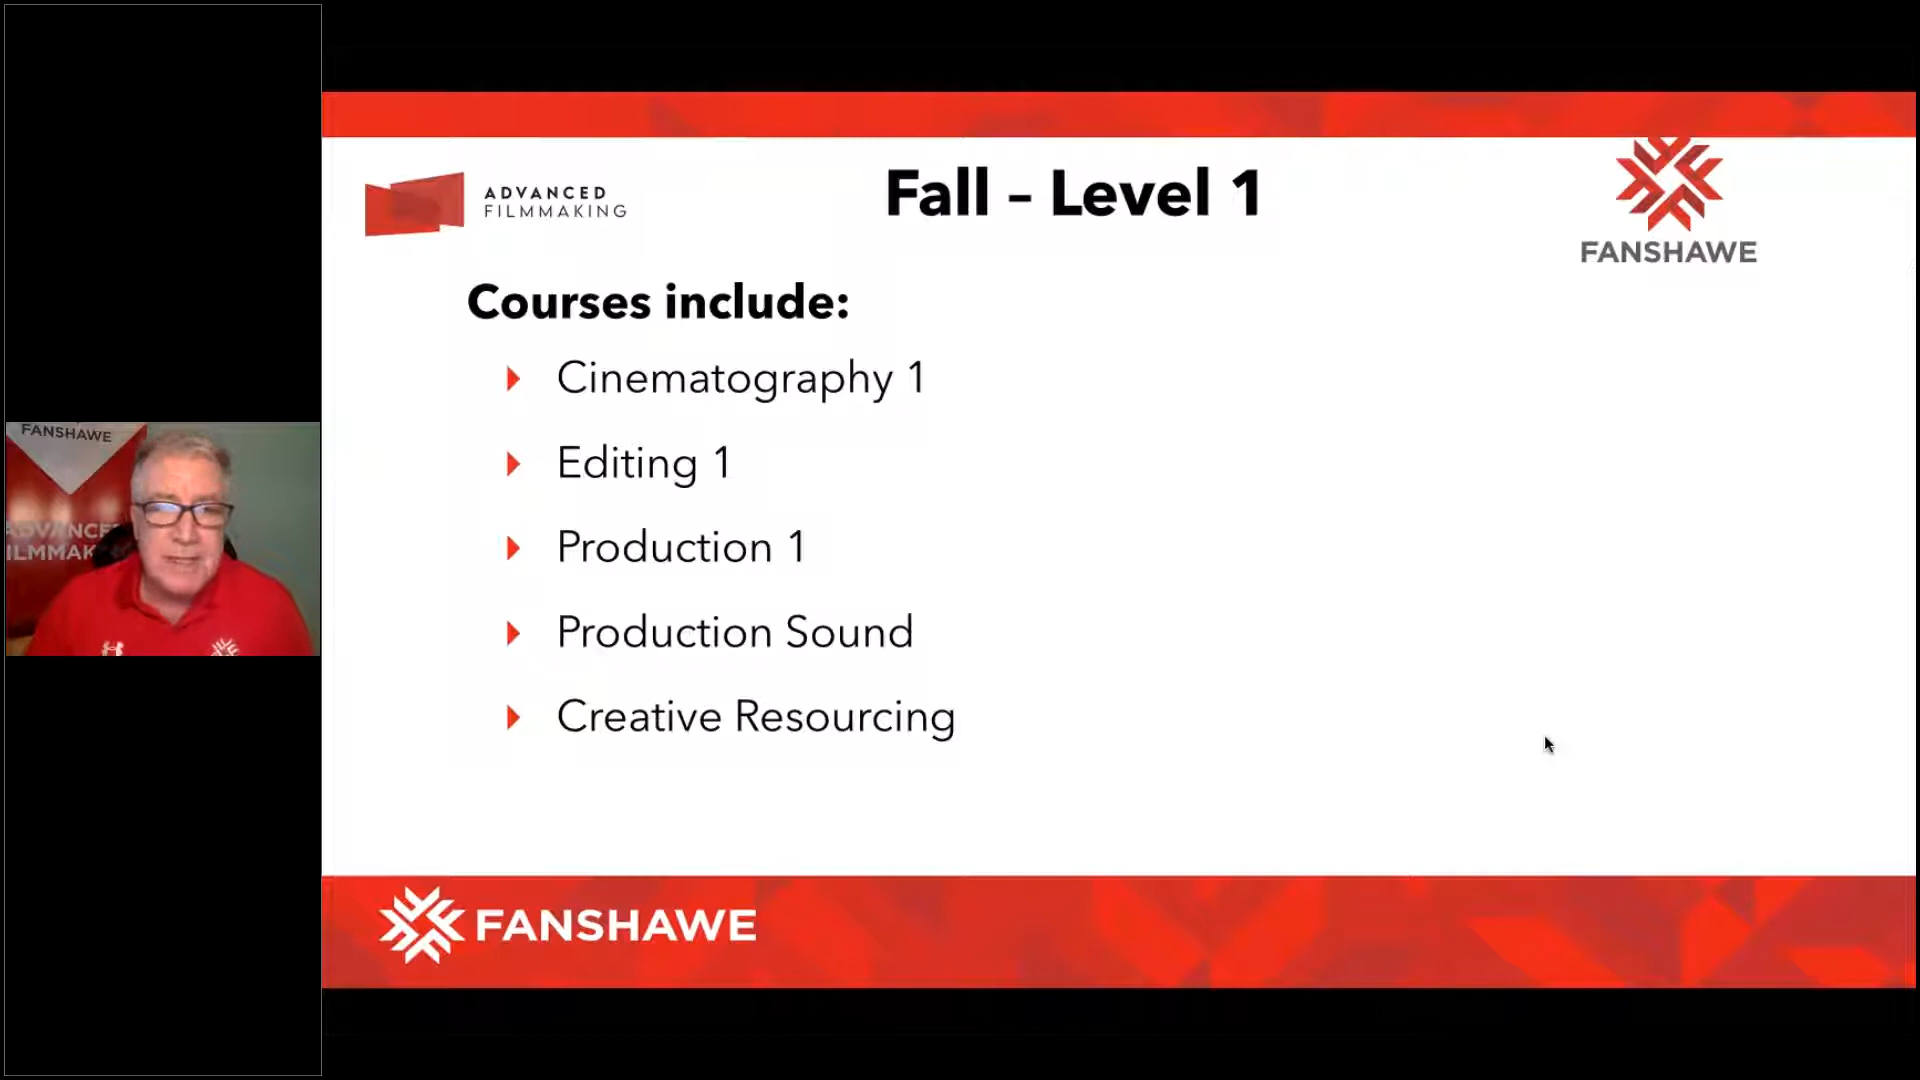 ADVANCED
FILMMAKING
Fall – Level 1
FANSHAWE
Courses include:
Cinematography 1
Editing 1
Production 1
Production Sound
Creative Resourcing
FANSHAWE
FANSHAWE